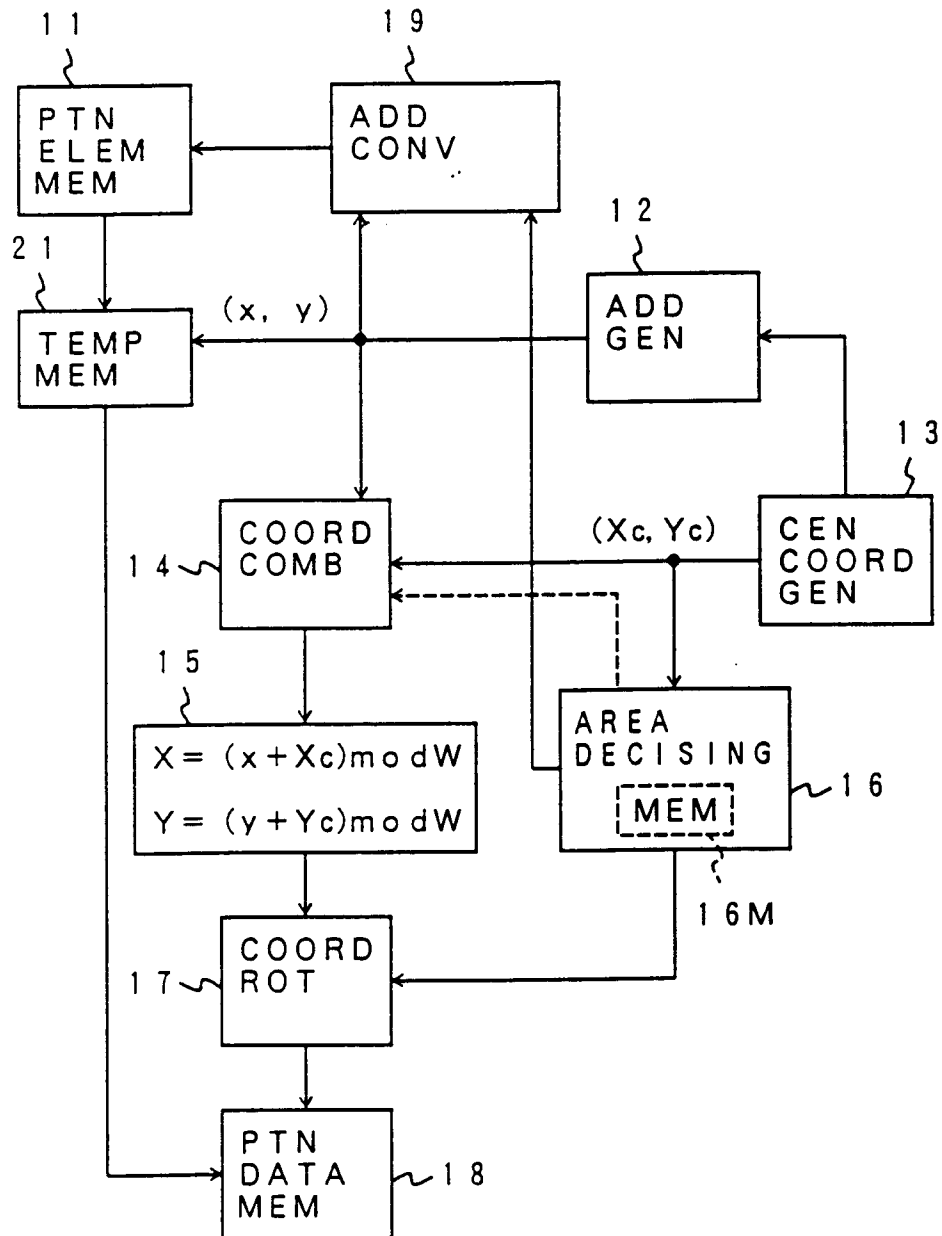 11
19
PTN
ELEM
MEM
ADD
CONV
12
21
ADD
GEN
(x, y)
TEMP
MEM
13
COORD
COMB
14
(Xc, Yc)
CEN
COORD
GEN
15
X = (x + Xc) modW
Y = (y + Yc) modW
AREA
DECISING
MEM
16
16M
COORD
ROT
17
PTN
DATA
MEM
18